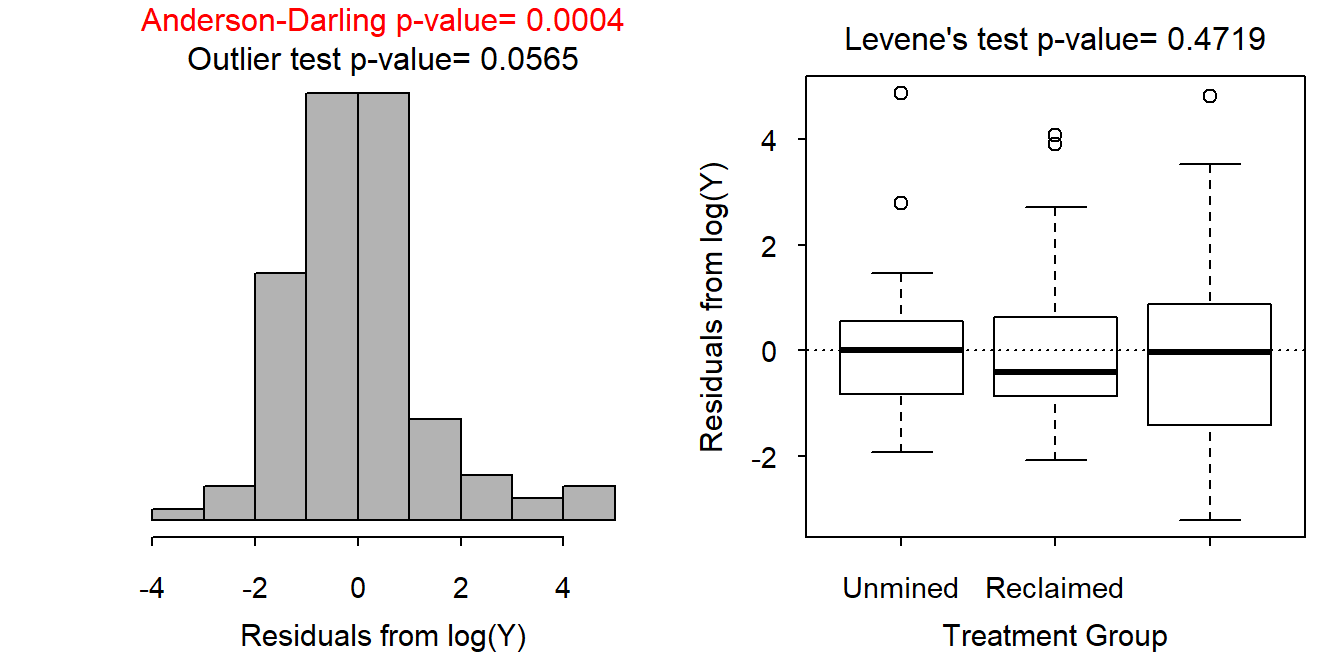 Anderson-Darling p-value= 0.0004
Outlier test p-value= 0.0565
-4 -2 0 2 4
Residuals from log(Y)
Levene's test p-value= 0.4719
Residuals from log(Y)
4
2
0
-2
Unmined Reclaimed
Treatment Group